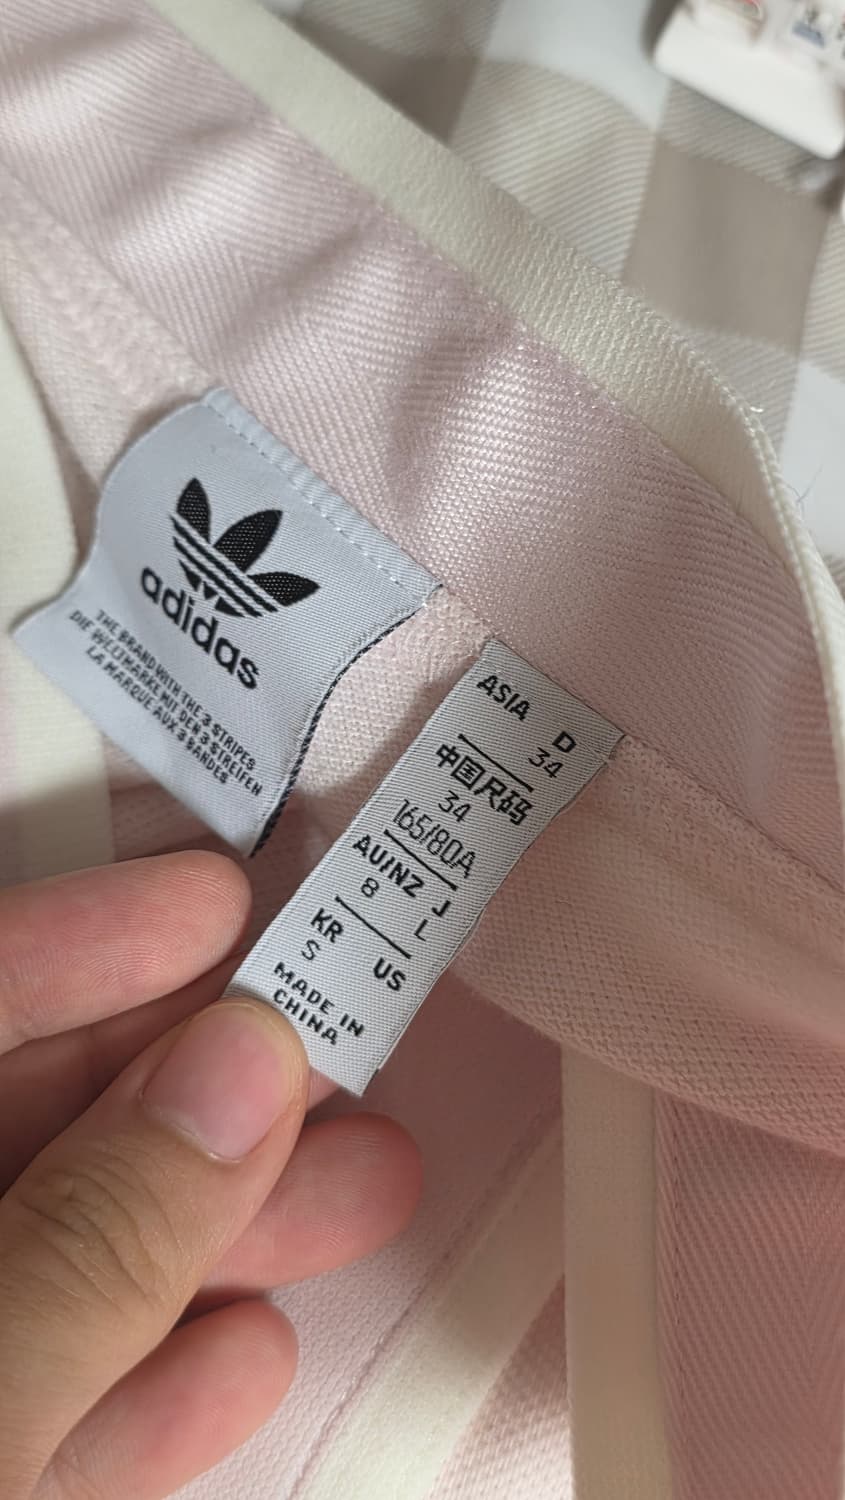 adidas
THE BRAND WITH THE 3 STRIPES
DIE WELTMARKE MIT DEN 3 STREIFEN
LA MARQUE AUX 3 BANDES
ASIA D
34
中国尺码
34
165/80A
AU/NZ J
8 L
KR US
S
MADE IN
CHINA